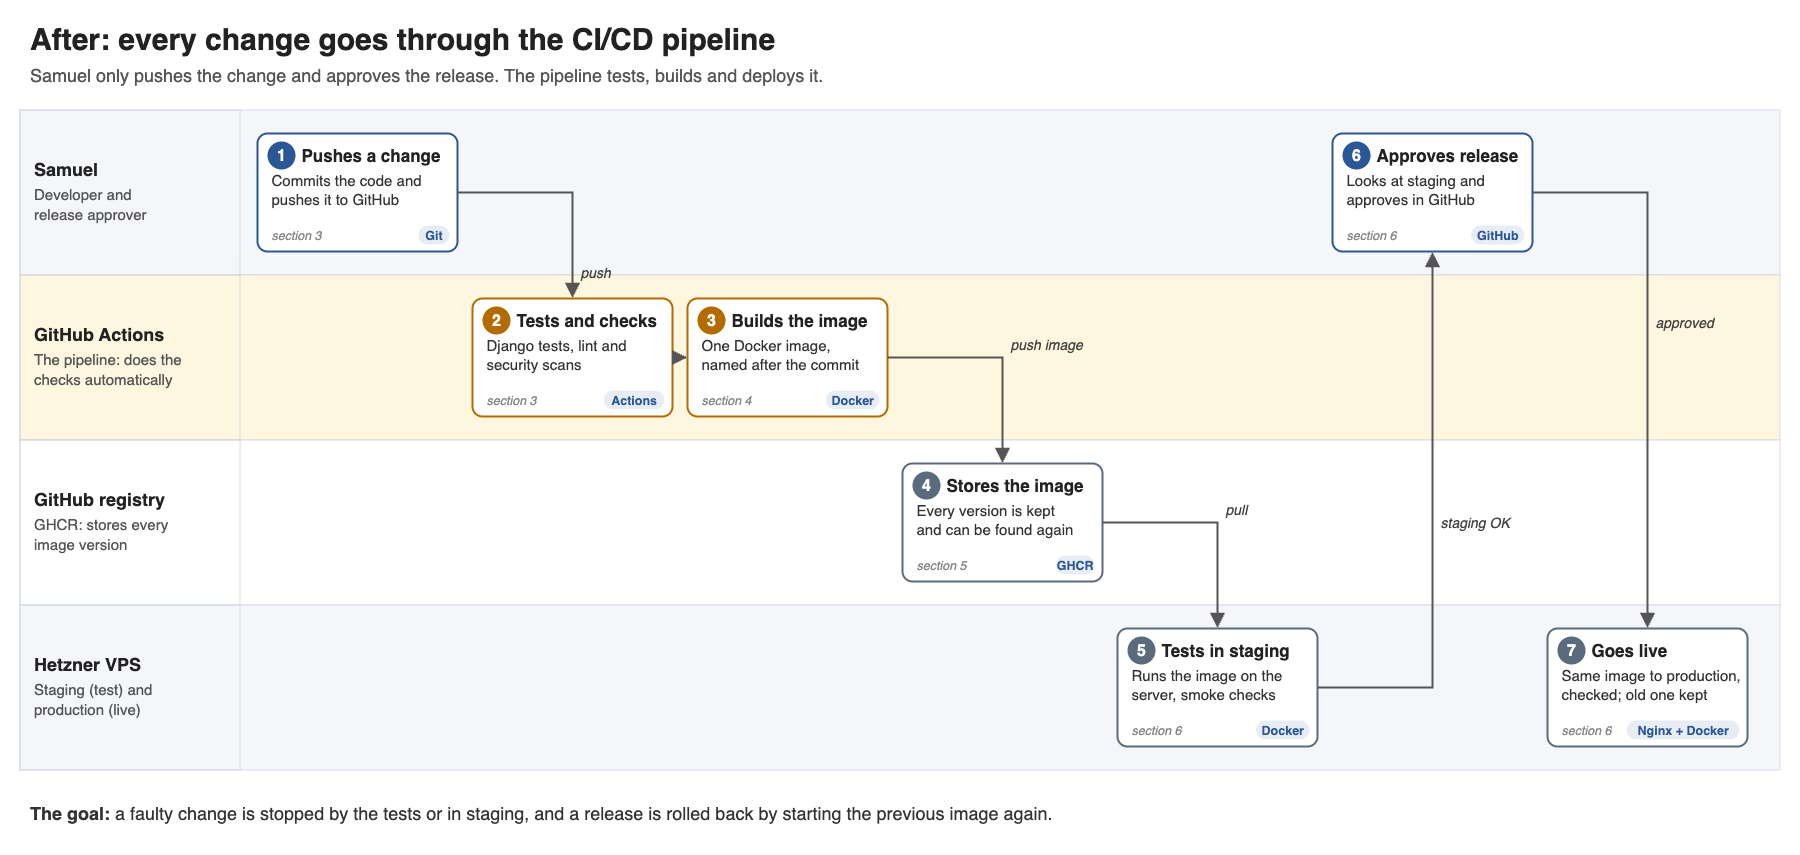 After: every change goes through the CI/CD pipeline
Samuel only pushes the change and approves the release. The pipeline tests, builds and deploys it.
Samuel
Developer and
release approver
1 Pushes a change
Commits the code and
pushes it to GitHub
section 3 Git
push
6 Approves release
Looks at staging and
approves in GitHub
section 6 GitHub
approved
GitHub Actions
The pipeline: does the
checks automatically
2 Tests and checks
Django tests, lint and
security scans
section 3 Actions
3 Builds the image
One Docker image,
named after the commit
section 4 Docker
push image
GitHub registry
GHCR: stores every
image version
4 Stores the image
Every version is kept
and can be found again
section 5 GHCR
pull
staging OK
Hetzner VPS
Staging (test) and
production (live)
5 Tests in staging
Runs the image on the
server, smoke checks
section 6 Docker
7 Goes live
Same image to production,
checked; old one kept
section 6 Nginx + Docker
The goal: a faulty change is stopped by the tests or in staging, and a release is rolled back by starting the previous image again.